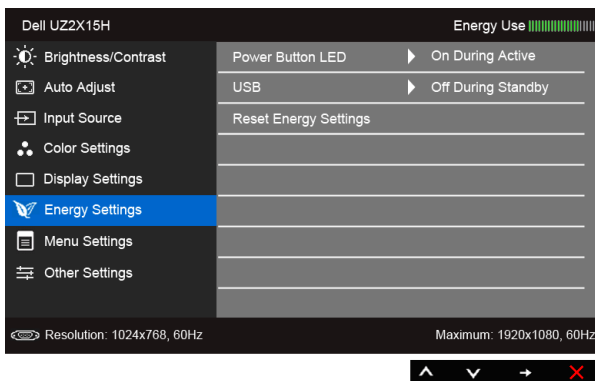 Dell UZ2X15H Energy Use
Brightness/Contrast Power Button LED On During Active
Auto Adjust USB Off During Standby
Input Source Reset Energy Settings
Color Settings
Display Settings
Energy Settings
Menu Settings
Other Settings
Resolution: 1024x768, 60Hz Maximum: 1920x1080, 60Hz